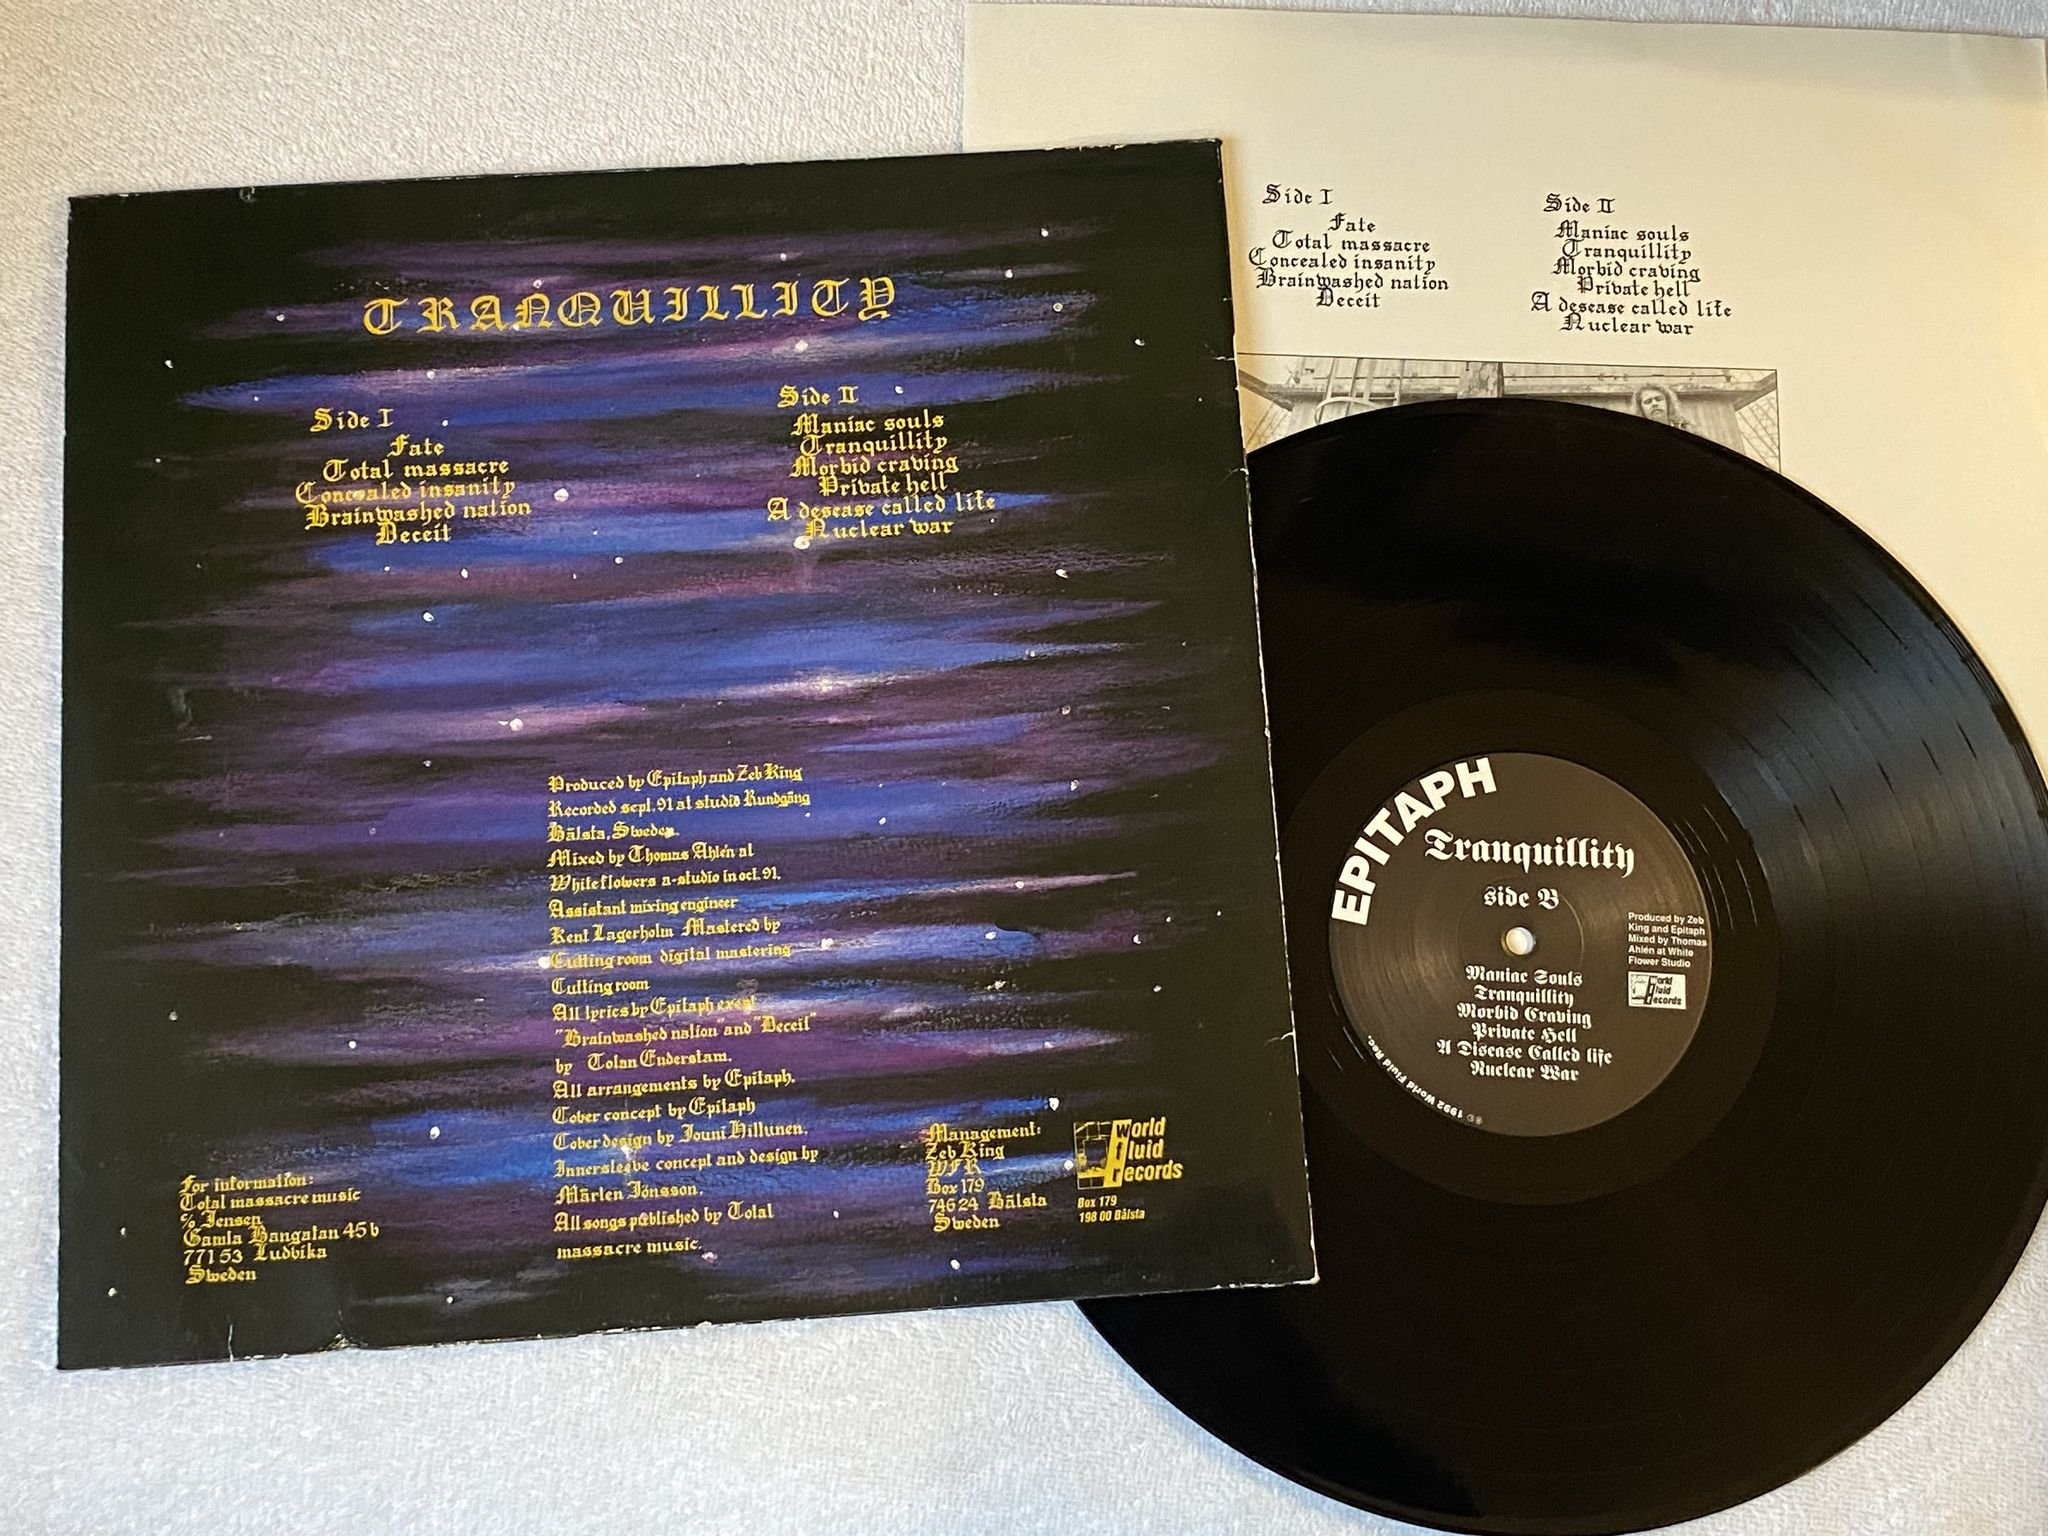 TRANQUILLITY
Side I
Fate
Total massacre
Concealed insanity
Brainwashed nation
Deceit
Side II
Maniac souls
Tranquillity
Morbid craving
Private hell
A desease called life
Nuclear war
Produced by Epitaph and Zeb King
Recorded sept. 91 at studio Rundgång
Bålsta, Sweden.
Mixed by Thomas Ahlén at
White flowers a-studio in oct. 91.
Assistant mixing engineer
Kent Lagerholm Mastered by
Cutting room digital mastering
Cutting room
All lyrics by Epitaph exept
"Brainwashed nation" and "Deceit"
by Tolan Enderstam.
All arrangements by Epitaph.
Cover concept by Epitaph
Cover design by Jouni Hillunen.
Innersleeve concept and design by
Mårten Jönsson.
All songs published by Total
massacre music.
For information:
Total massacre music
c/o Jensen
Gamla Bangatan 45 b
771 53 Ludvika
Sweden
Management:
Zeb King
WFR
Box 179
746 24 Bålsta
Sweden
World
Fluid
Records
Box 179
198 00 Bålsta
Side I
Fate
Total massacre
Concealed insanity
Brainwashed nation
Deceit
Side II
Maniac souls
Tranquillity
Morbid craving
Private hell
A desease called life
Nuclear war
EPITAPH
Tranquillity
side B
Produced by Zeb
King and Epitaph
Mixed by Thomas
Ahlén at White
Flower Studio
World
Fluid
Records
Maniac Souls
Tranquillity
Morbid Craving
Private Hell
A Disease Called life
Nuclear War
℗© 1992 World Fluid Rec.